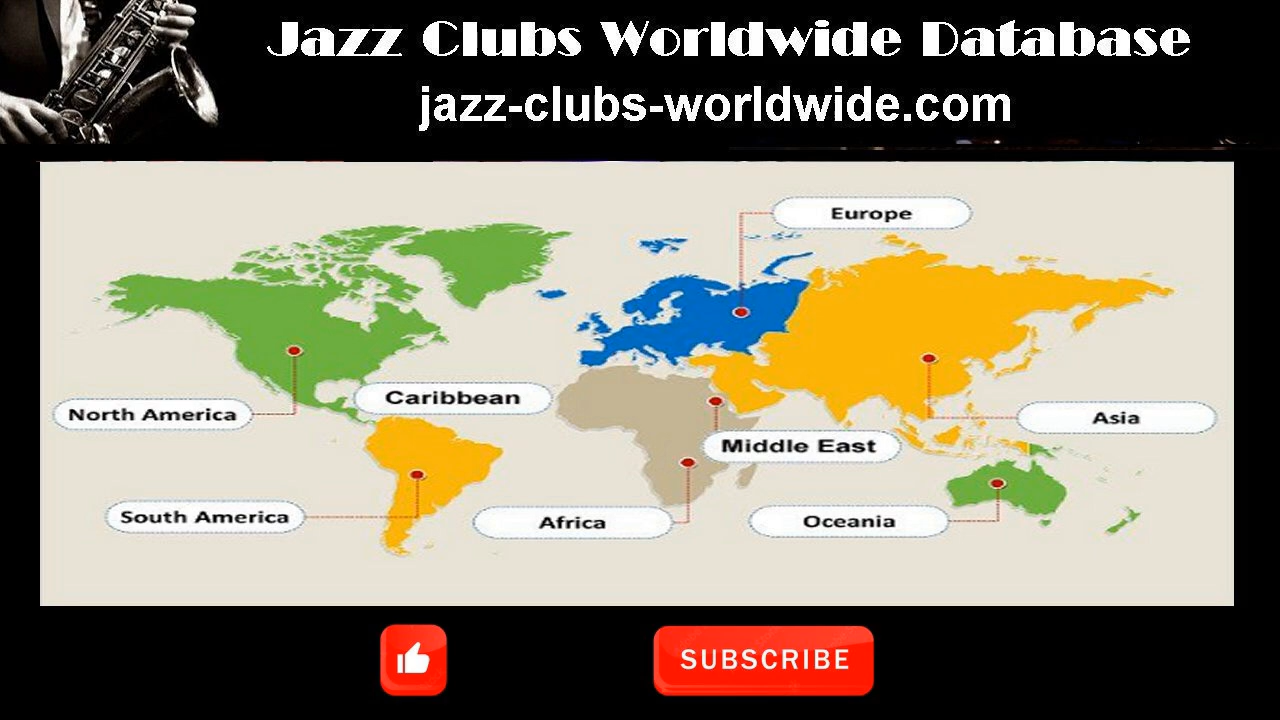 Jazz Clubs Worldwide Database
jazz-clubs-worldwide.com
Europe
Caribbean
North America
Asia
Middle East
South America
Africa
Oceania
SUBSCRIBE